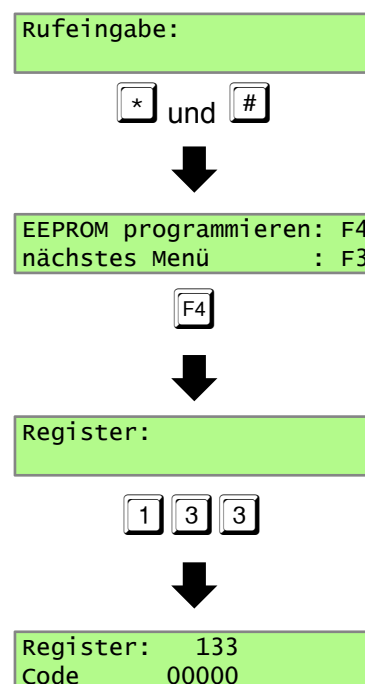 Rufeingabe:
* und #
EEPROM programmieren: F4
nächstes Menü : F3
F4
Register:
1 3 3
Register: 133
Code 00000